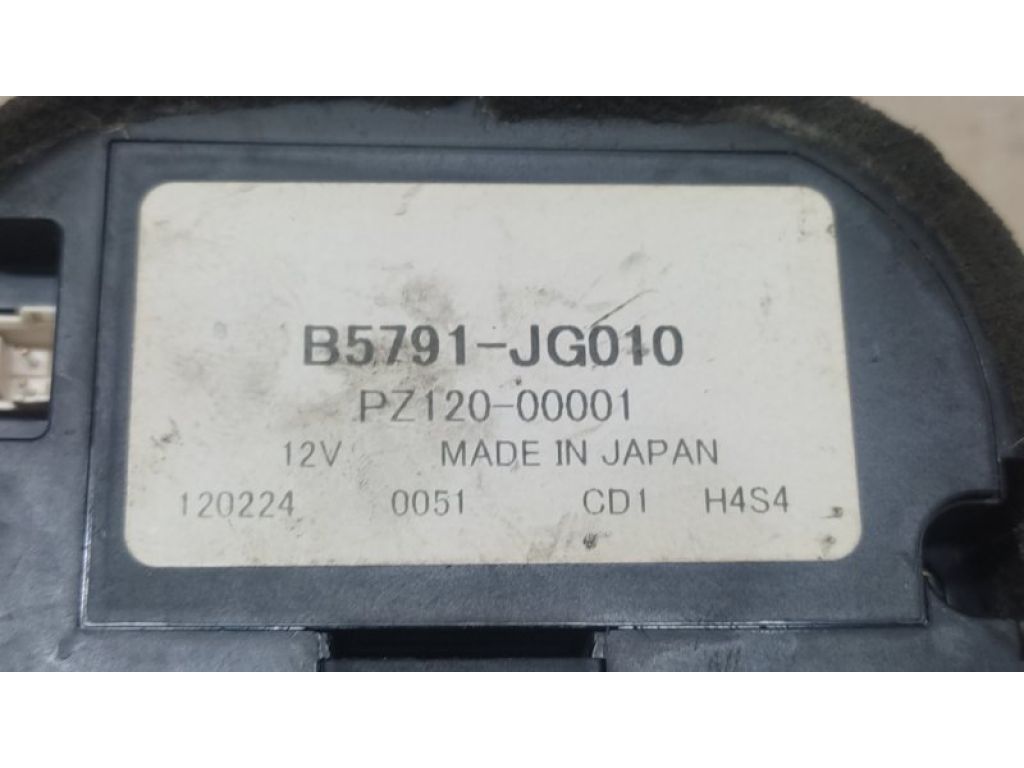 B5791-JG010
PZ120-00001
12V MADE IN JAPAN
120224 0051 CD1 H4S4